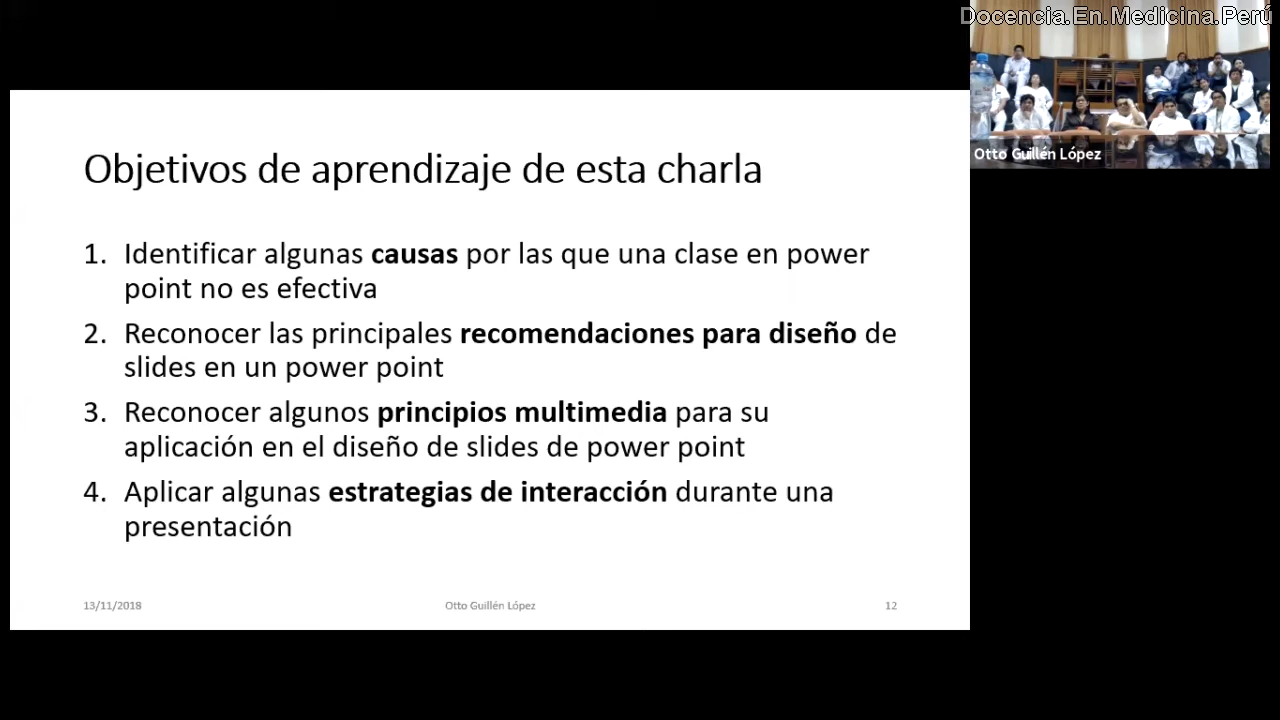 Docencia.En.Medicina.Perú
Otto Guillén López
Objetivos de aprendizaje de esta charla
1. Identificar algunas causas por las que una clase en power
point no es efectiva
2. Reconocer las principales recomendaciones para diseño de
slides en un power point
3. Reconocer algunos principios multimedia para su
aplicación en el diseño de slides de power point
4. Aplicar algunas estrategias de interacción durante una
presentación
13/11/2018 Otto Guillén López 12